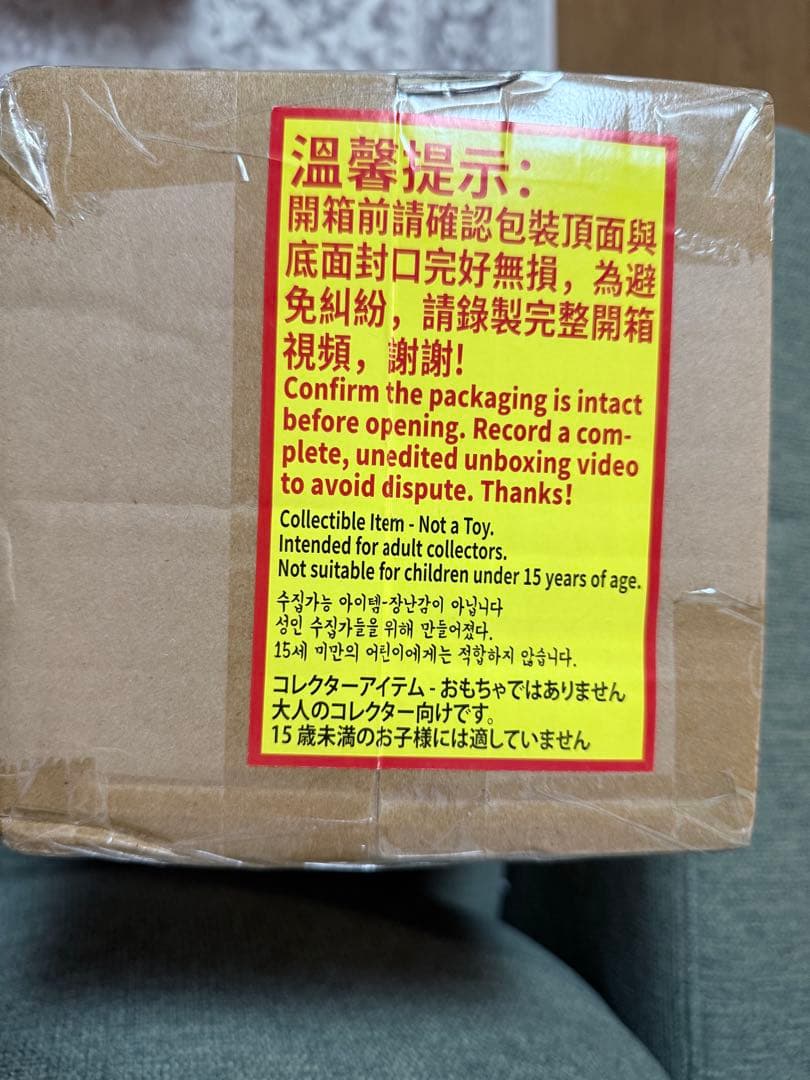 溫馨提示:
開箱前請確認包裝頂面與
底面封口完好無損，為避
免糾紛，請錄製完整開箱
視頻，謝謝!
Confirm the packaging is intact
before opening. Record a com-
plete, unedited unboxing video
to avoid dispute. Thanks!
Collectible Item - Not a Toy.
Intended for adult collectors.
Not suitable for children under 15 years of age.
수집가능 아이템-장난감이 아닙니다
성인 수집가들을 위해 만들어졌다.
15세 미만의 어린이에게는 적합하지 않습니다.
コレクターアイテム - おもちゃではありません
大人のコレクター向けです。
15 歳未満のお子様には適していません